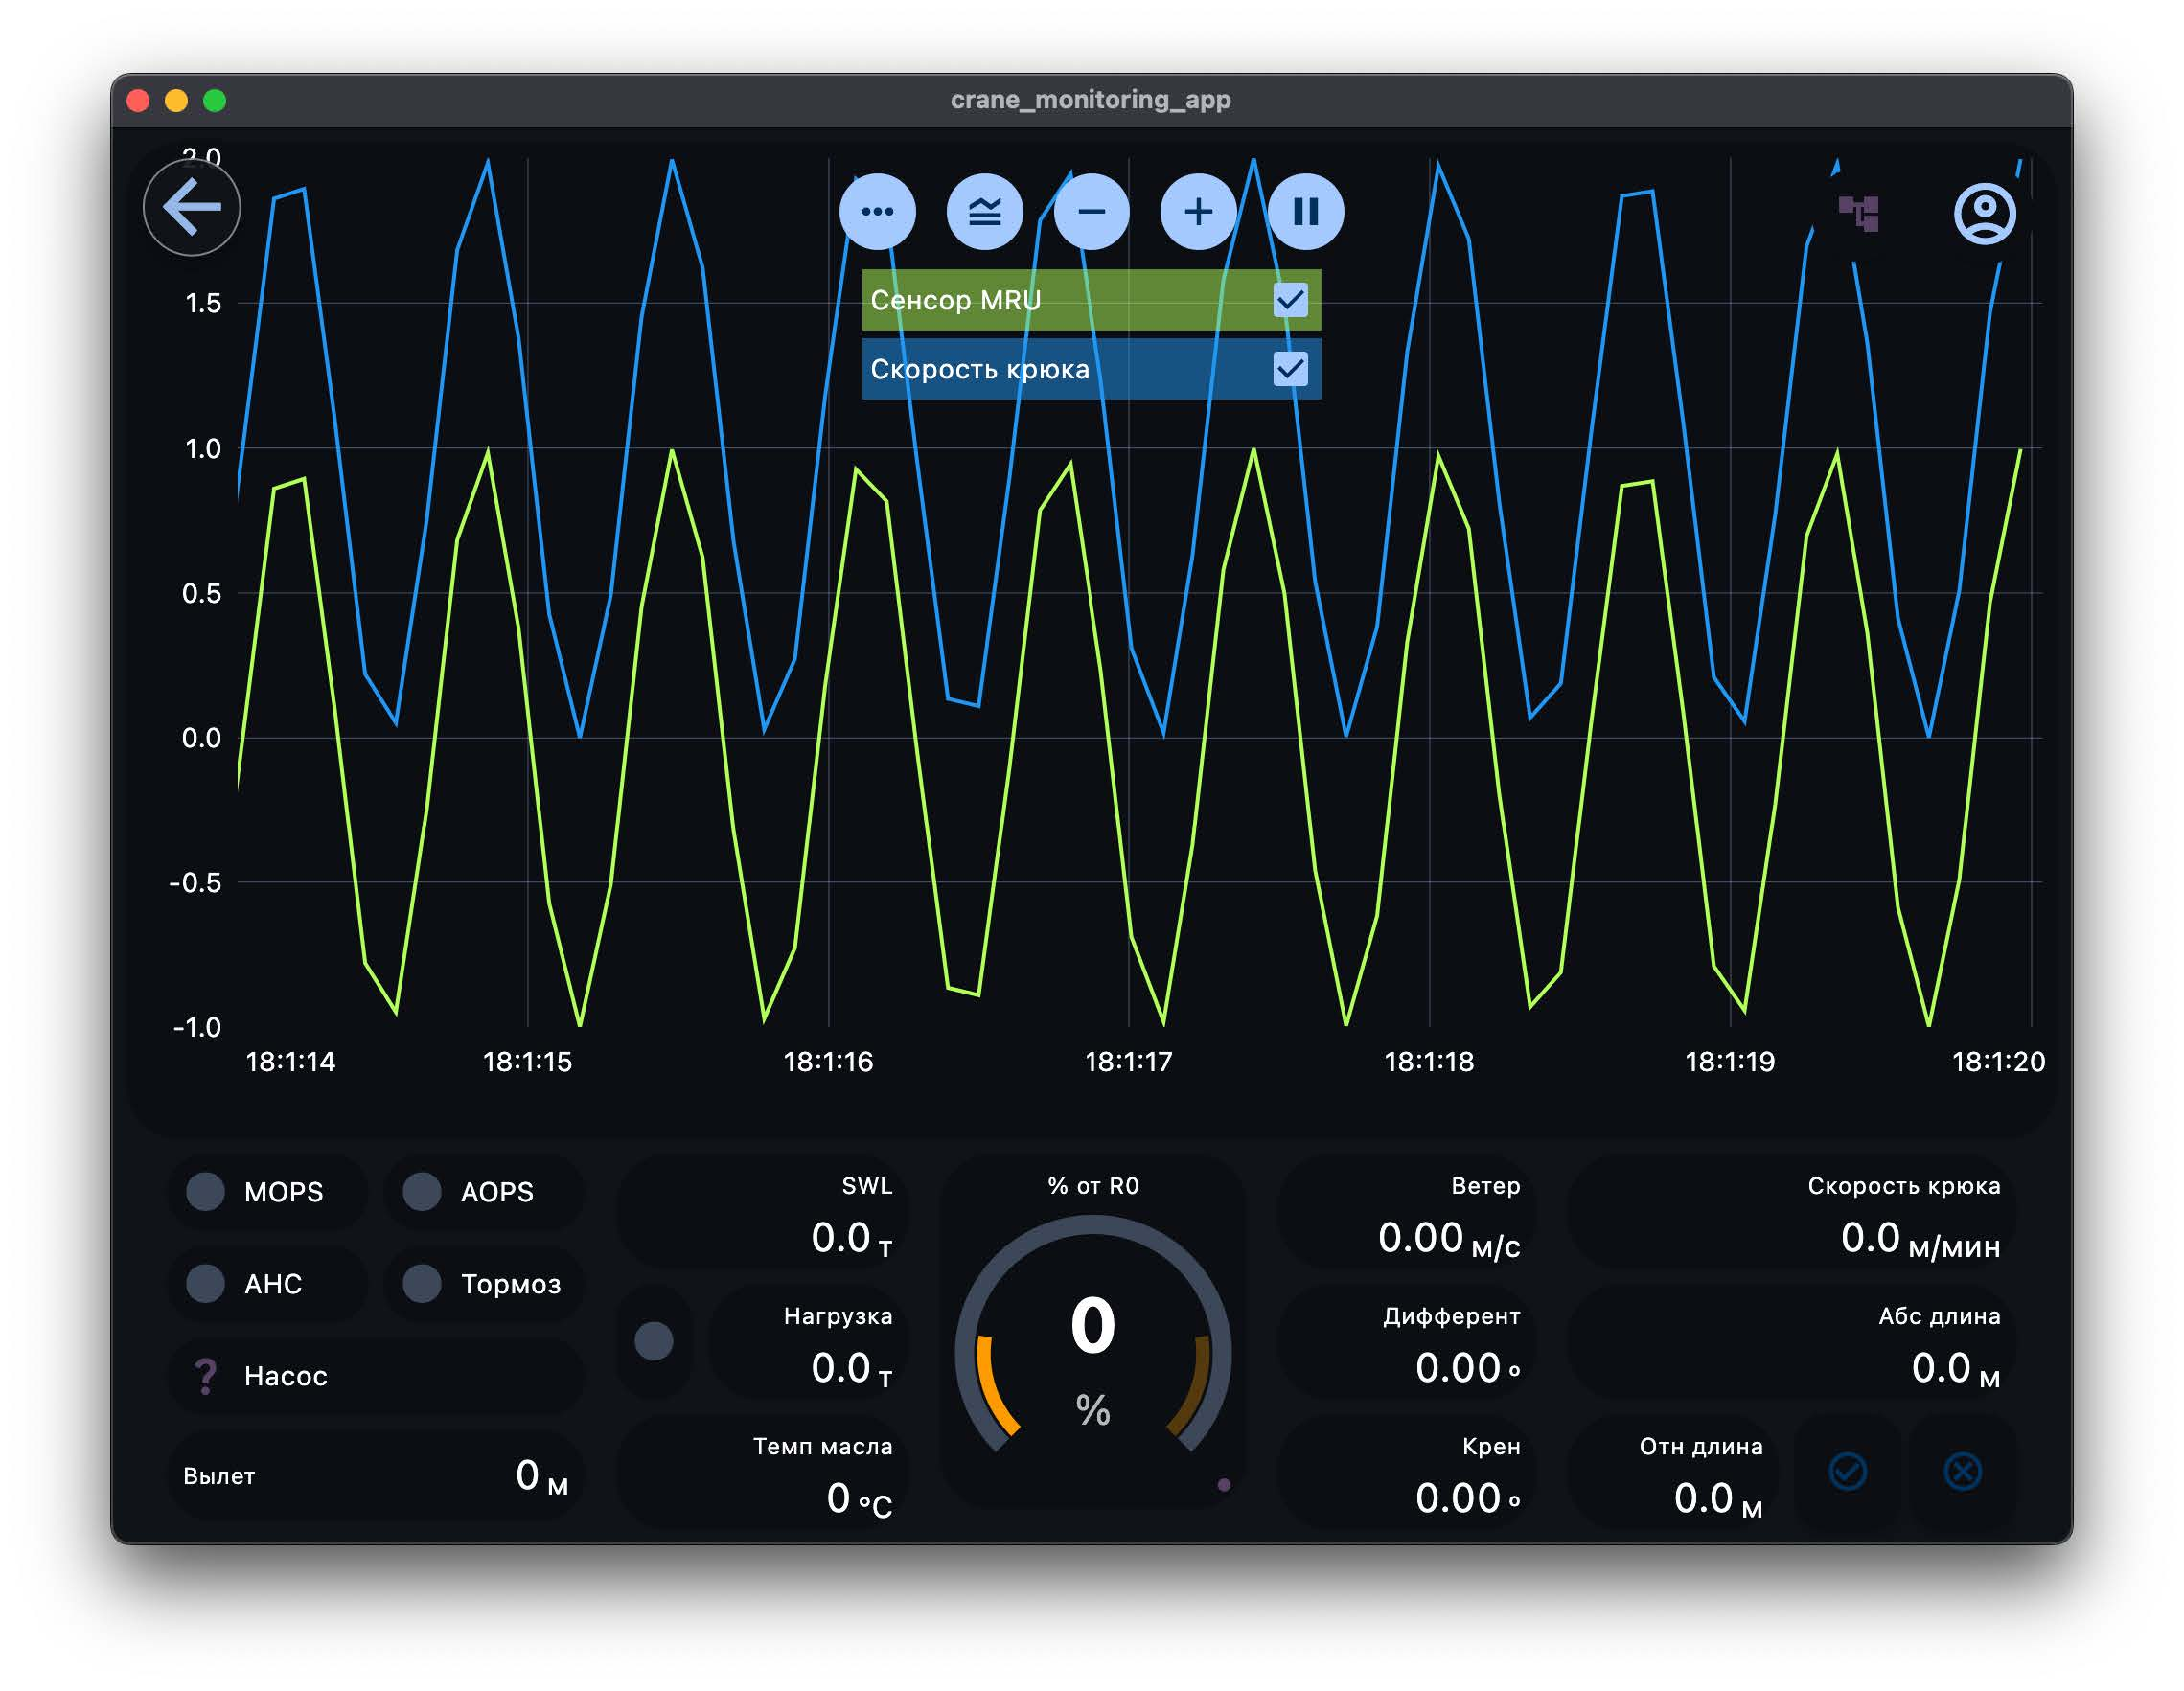 crane_monitoring_app
2.0
1.5
1.0
0.5
0.0
-0.5
-1.0
Сенсор MRU
Скорость крюка
18:1:14
18:1:15
18:1:16
18:1:17
18:1:18
18:1:19
18:1:20
MOPS
AOPS
АНС
Тормоз
? Насос
Вылет 0 м
SWL
0.0 т
Нагрузка
0.0 т
Темп масла
0 °C
% от R0
0
%
Ветер
0.00 м/с
Дифферент
0.00 °
Крен
0.00 °
Скорость крюка
0.0 м/мин
Абс длина
0.0 м
Отн длина
0.0 м